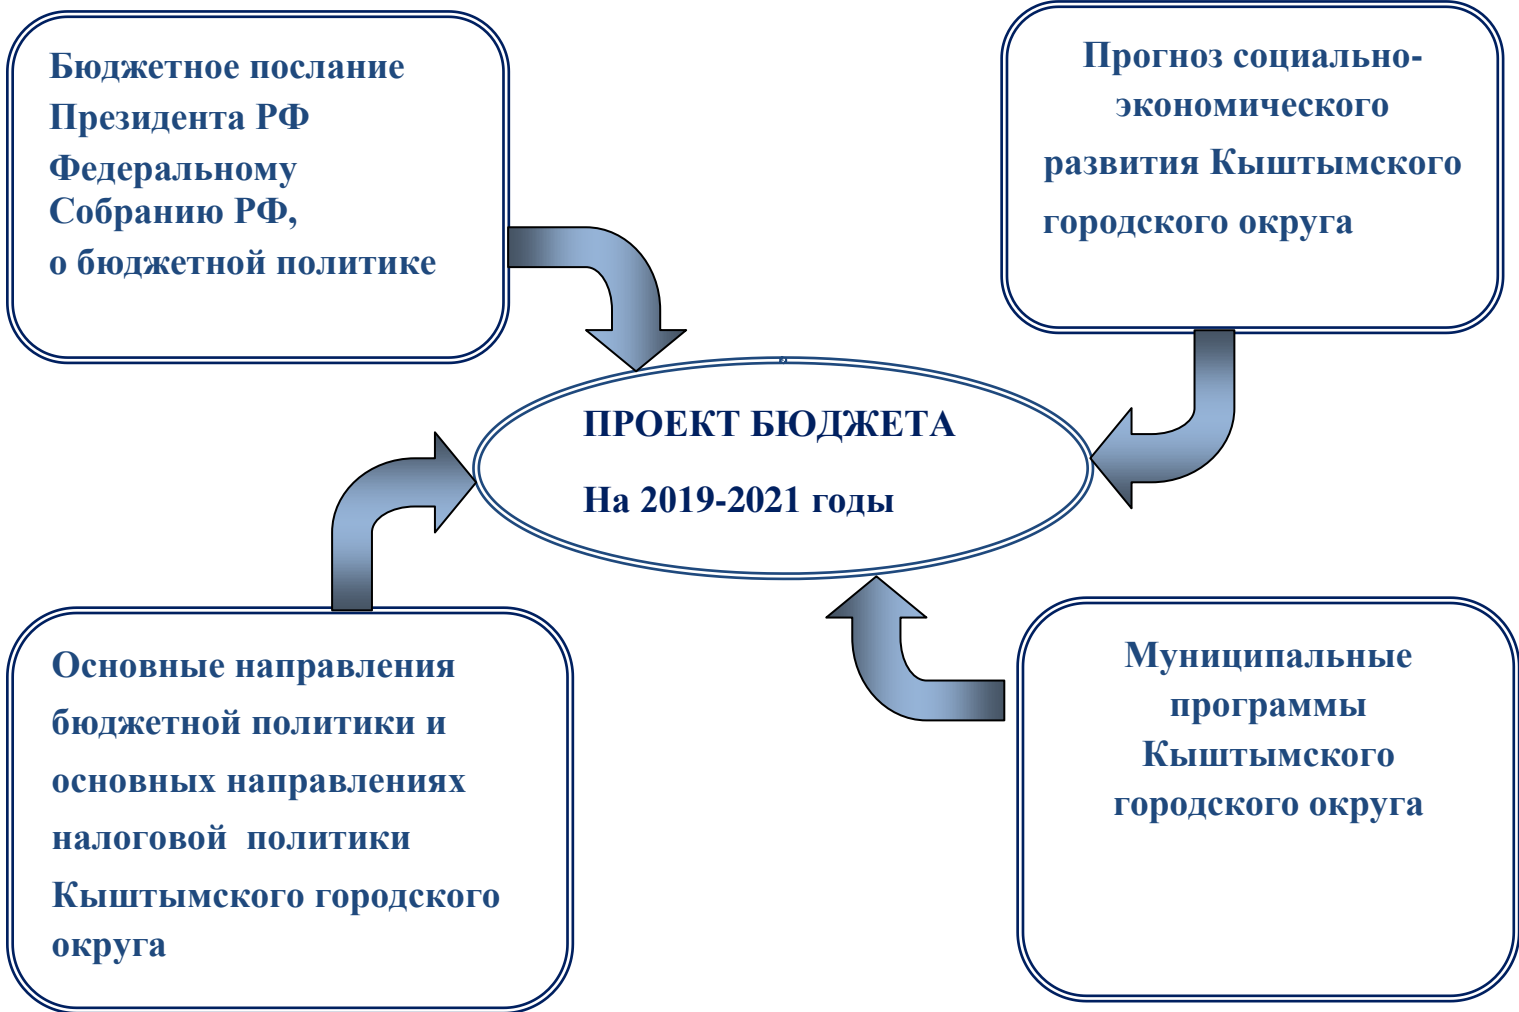 Бюджетное послание
Президента РФ
Федеральному
Собранию РФ,
о бюджетной политике
Прогноз социально-
экономического
развития Кыштымского
городского округа
ПРОЕКТ БЮДЖЕТА
На 2019-2021 годы
Основные направления
бюджетной политики и
основных направлениях
налоговой  политики
Кыштымского городского
округа
Муниципальные
программы
Кыштымского
городского округа